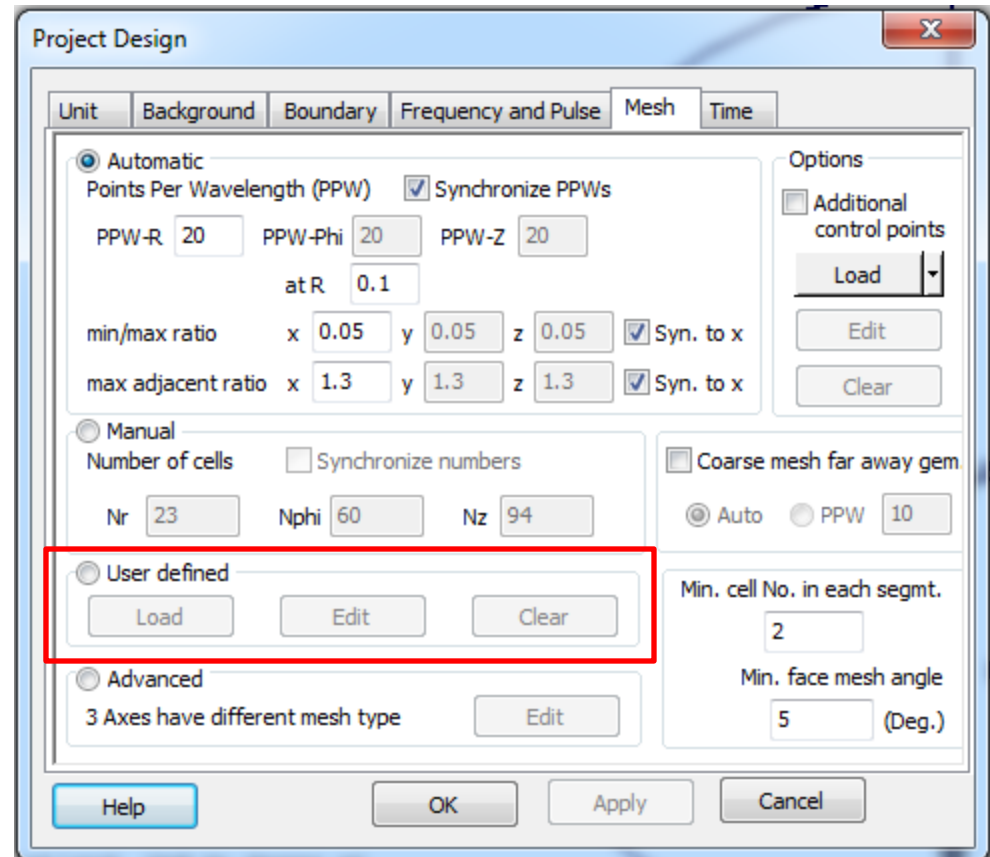 Project Design
Unit Background Boundary Frequency and Pulse Mesh Time
Automatic
Points Per Wavelength (PPW) Synchronize PPWs
PPW-R 20 PPW-Phi 20 PPW-Z 20
at R 0.1
min/max ratio x 0.05 y 0.05 z 0.05 Syn. to x
max adjacent ratio x 1.3 y 1.3 z 1.3 Syn. to x
Options
Additional
control points
Load
Edit
Clear
Manual
Number of cells Synchronize numbers
Nr 23 Nphi 60 Nz 94
Coarse mesh far away gem.
Auto PPW 10
User defined
Load Edit Clear
Min. cell No. in each segmt.
2
Min. face mesh angle
5 (Deg.)
Advanced
3 Axes have different mesh type Edit
Help OK Apply Cancel